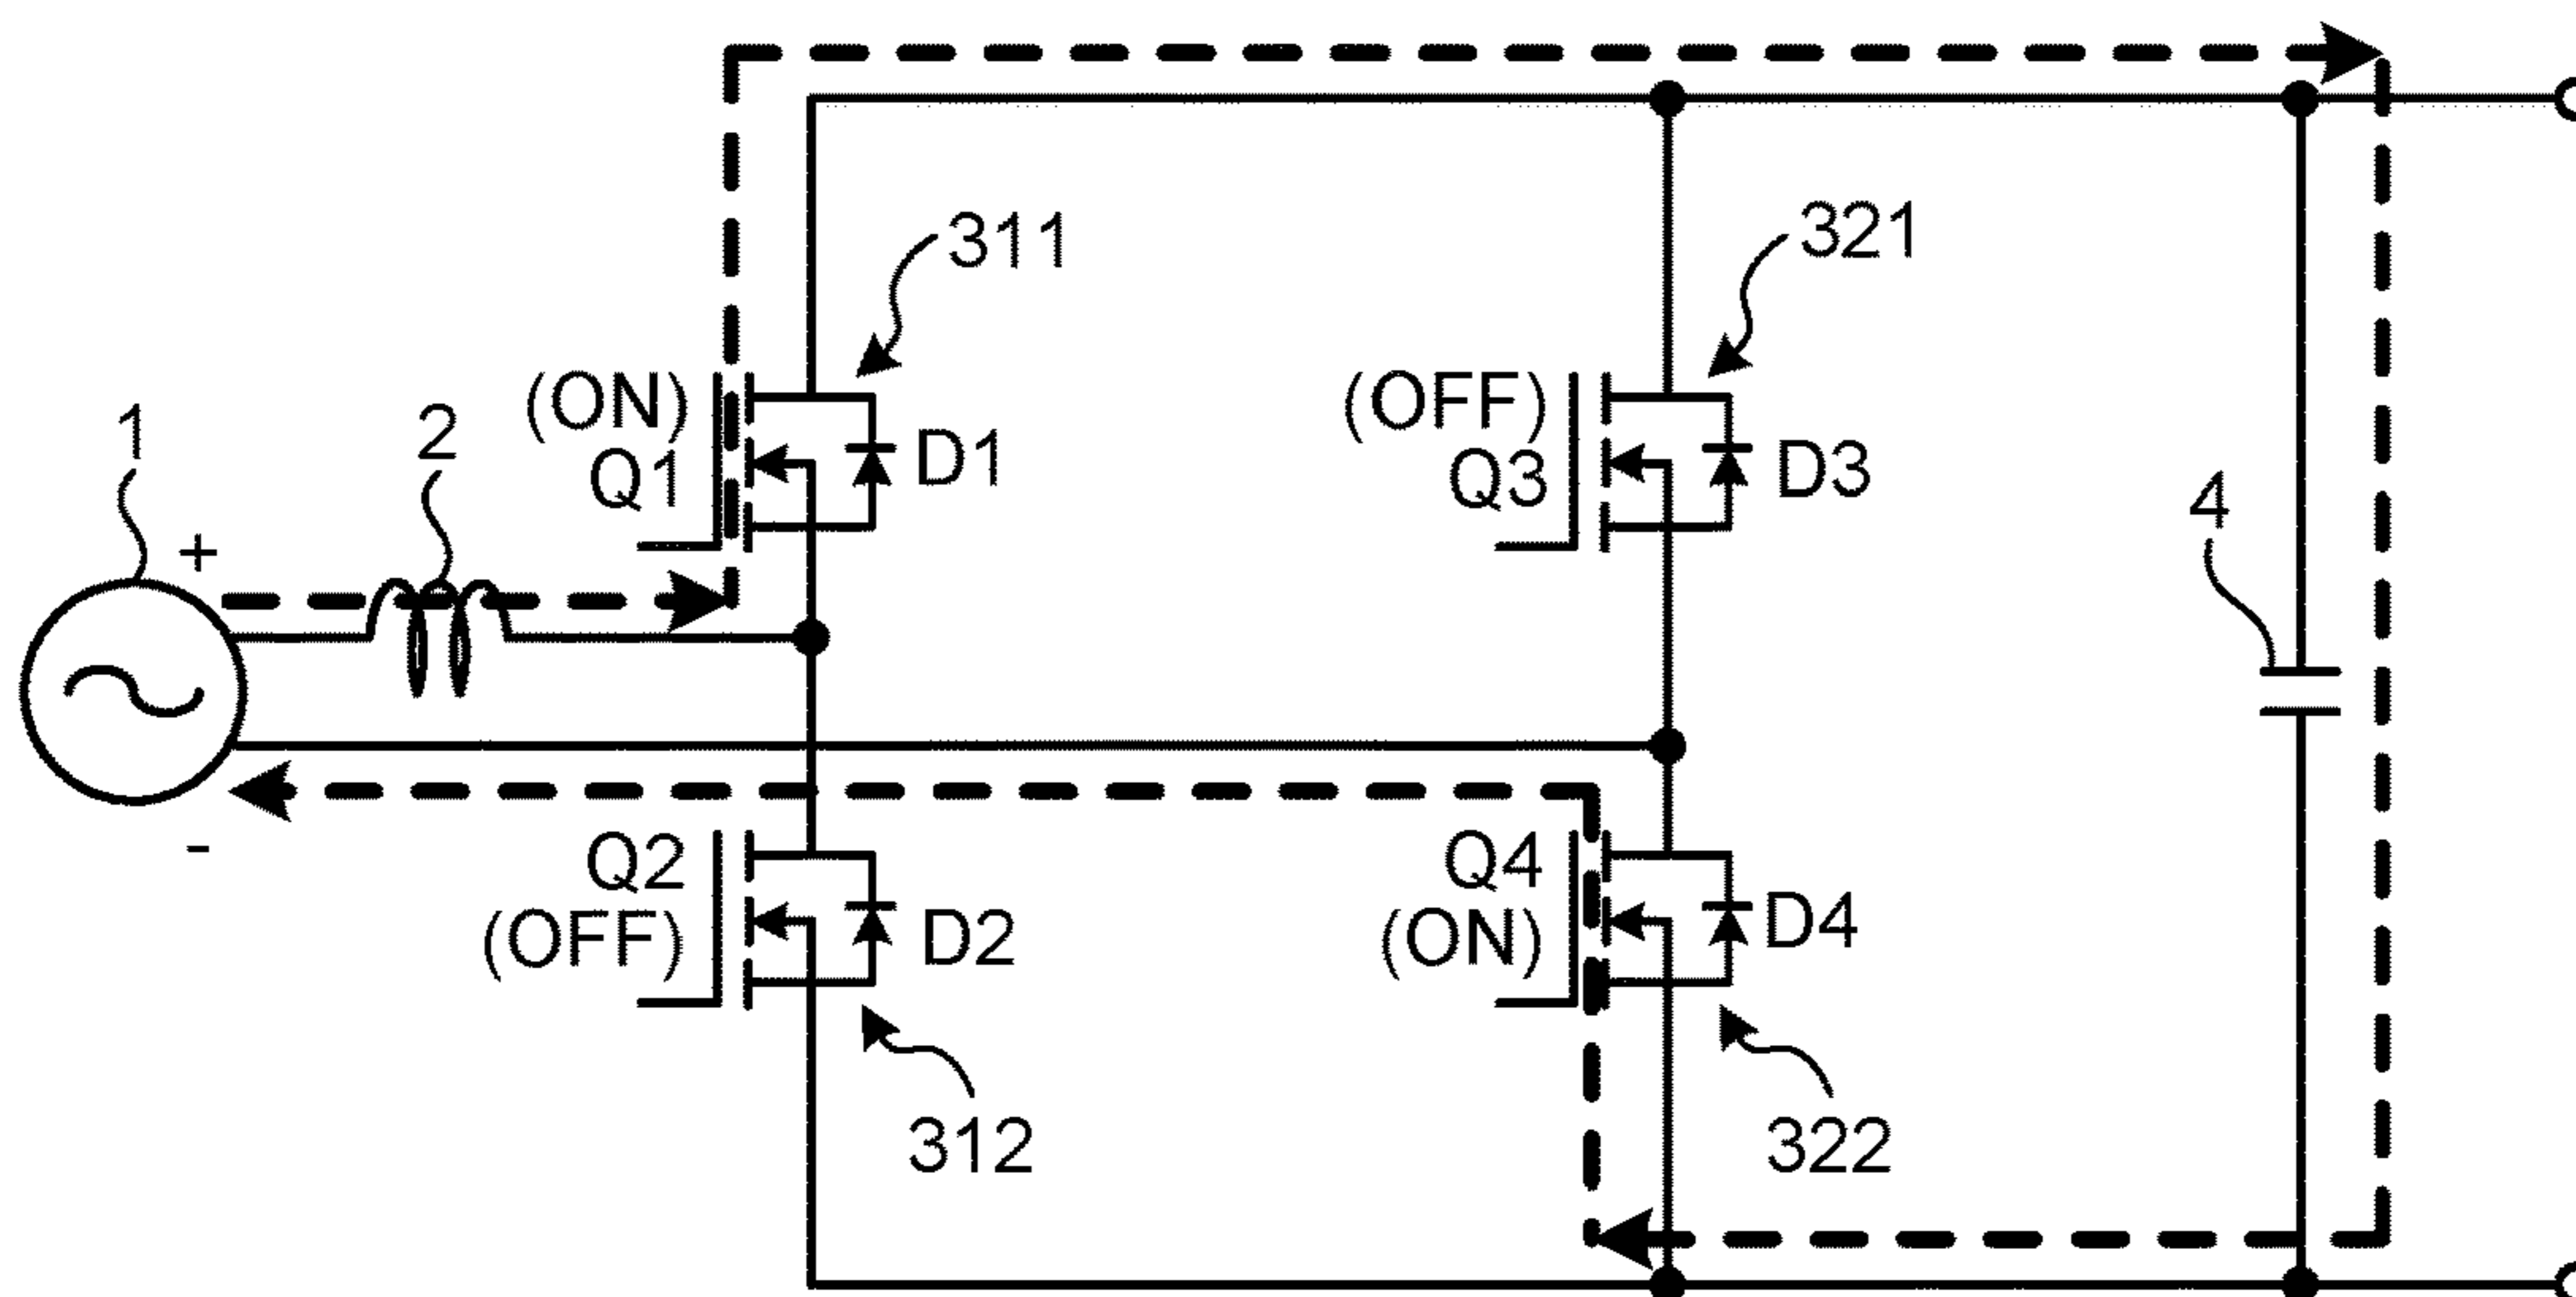 311
321
(ON)
Q1
D1
(OFF)
Q3
D3
1
2
4
+
-
Q2
(OFF)
D2
Q4
(ON)
D4
312
322